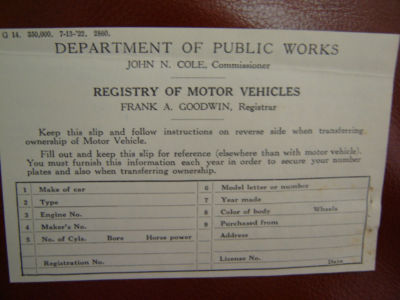 G 14. 350,000. 7-13-'22. 2860.
DEPARTMENT OF PUBLIC WORKS
JOHN N. COLE, Commissioner
REGISTRY OF MOTOR VEHICLES
FRANK A. GOODWIN, Registrar
Keep this slip and follow instructions on reverse side when transferring
ownership of Motor Vehicle.
Fill out and keep this slip for reference (elsewhere than with motor vehicle).
You must furnish this information each year in order to secure your number
plates and also when transferring ownership.
1 Make of car
2 Type
3 Engine No.
4 Maker's No.
5 No. of Cyls. Bore Horse power
Registration No.
6 Model letter or number
7 Year made
8 Color of body Wheels
9 Purchased from
Address
License No. Date